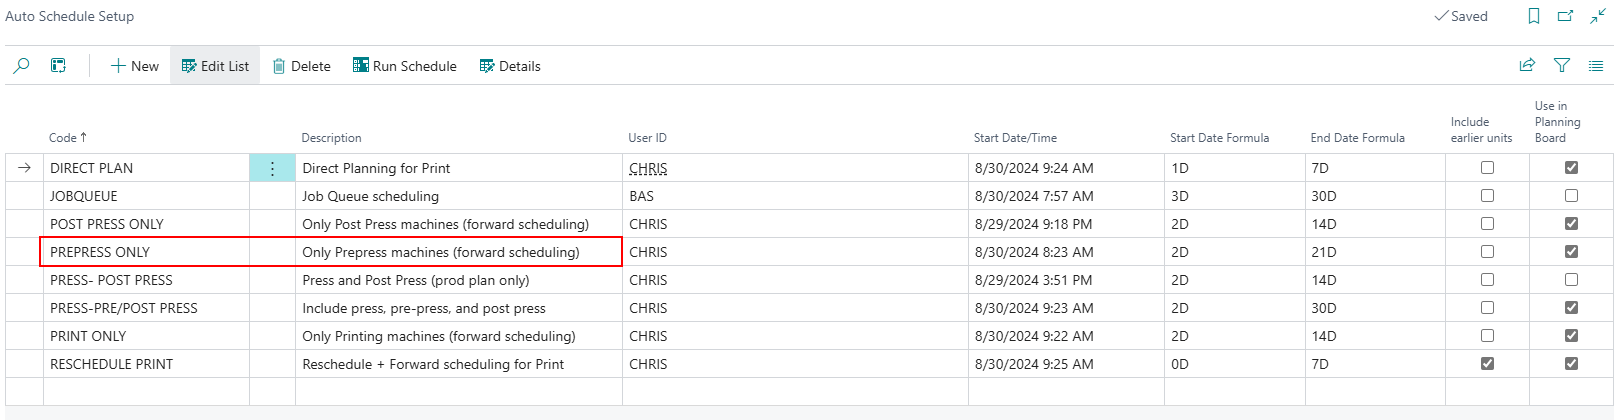 Auto Schedule Setup
Saved
New Edit List Delete Run Schedule Details
Code ↑ Description User ID Start Date/Time Start Date Formula End Date Formula Include earlier units Use in Planning Board
DIRECT PLAN Direct Planning for Print CHRIS 8/30/2024 9:24 AM 1D 7D
JOBQUEUE Job Queue scheduling BAS 8/30/2024 7:57 AM 3D 30D
POST PRESS ONLY Only Post Press machines (forward scheduling) CHRIS 8/29/2024 9:18 PM 2D 14D
PREPRESS ONLY Only Prepress machines (forward scheduling) CHRIS 8/30/2024 8:23 AM 2D 21D
PRESS- POST PRESS Press and Post Press (prod plan only) CHRIS 8/29/2024 3:51 PM 2D 14D
PRESS-PRE/POST PRESS Include press, pre-press, and post press CHRIS 8/30/2024 9:23 AM 2D 30D
PRINT ONLY Only Printing machines (forward scheduling) CHRIS 8/30/2024 9:22 AM 2D 14D
RESCHEDULE PRINT Reschedule + Forward scheduling for Print CHRIS 8/30/2024 9:25 AM 0D 7D